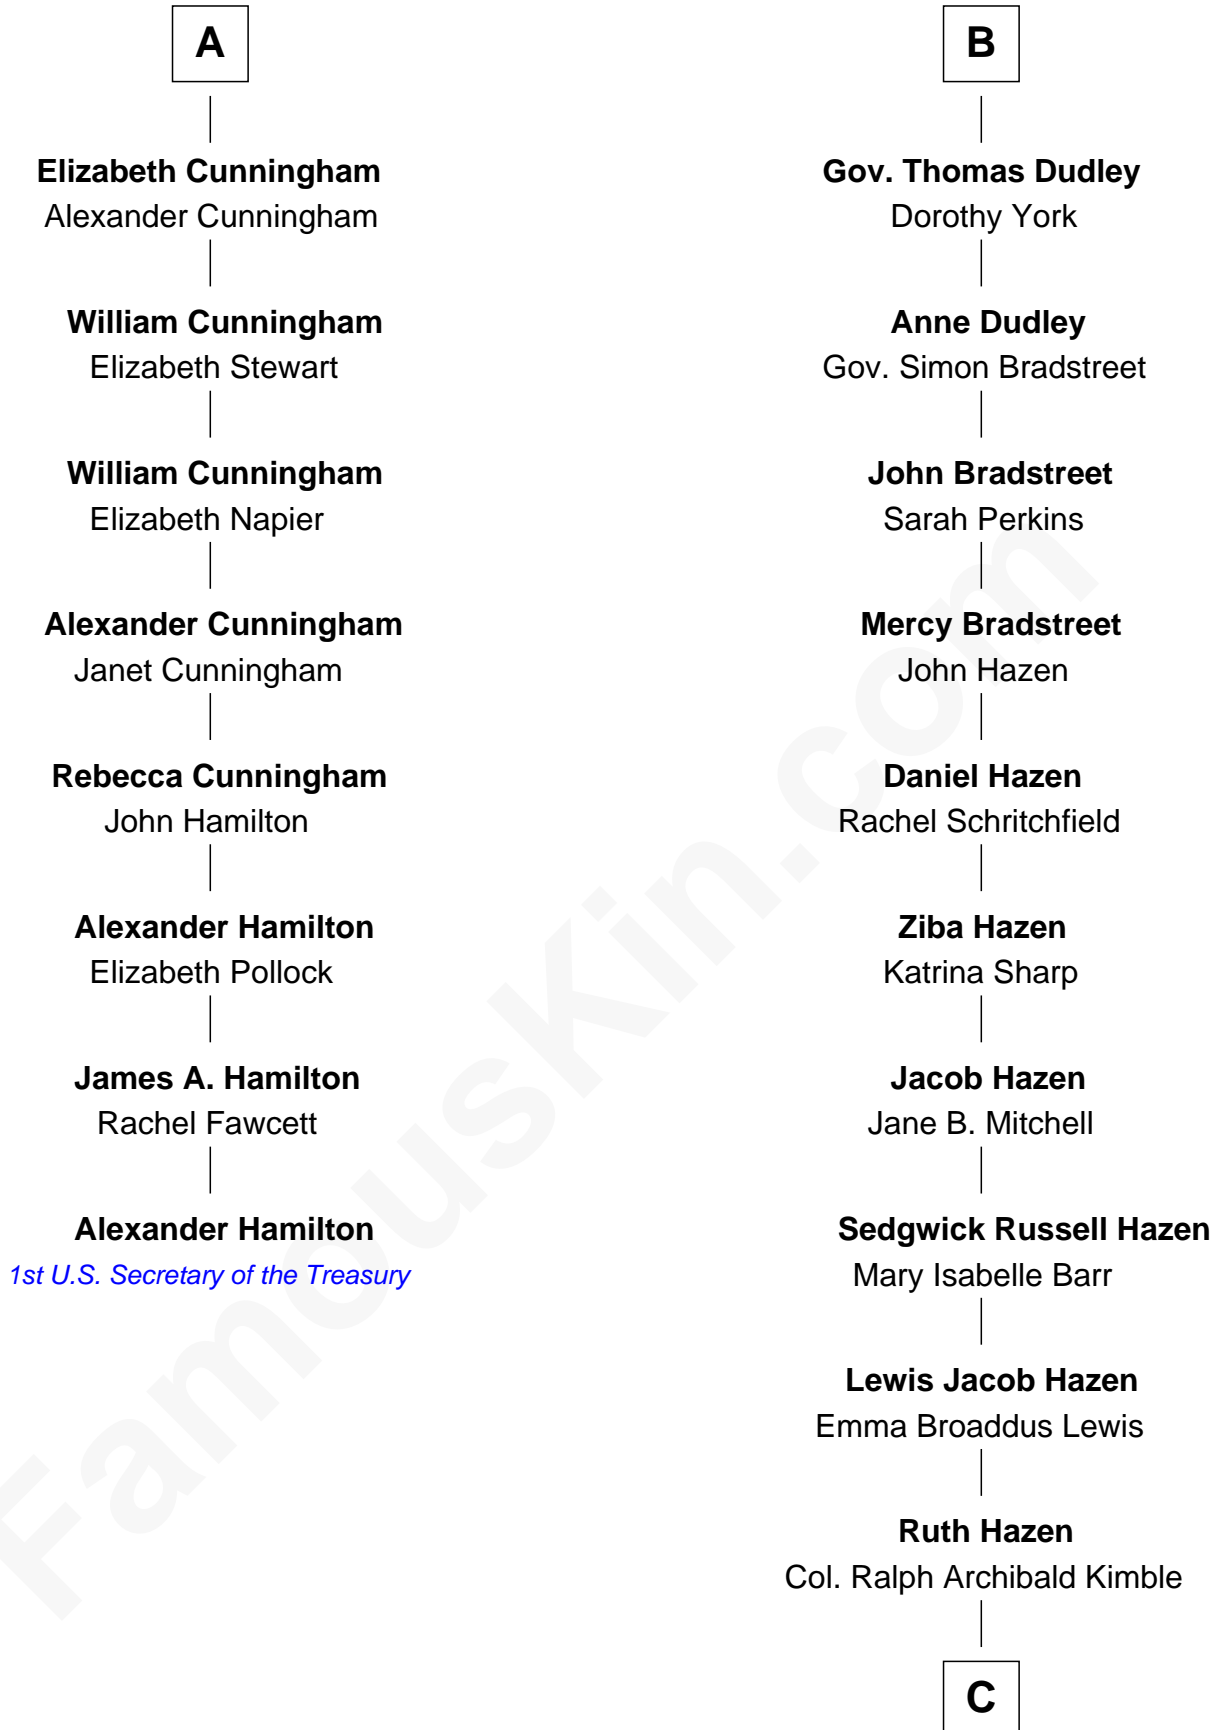 A
Elizabeth Cunningham
Alexander Cunningham
William Cunningham
Elizabeth Stewart
William Cunningham
Elizabeth Napier
Alexander Cunningham
Janet Cunningham
Rebecca Cunningham
John Hamilton
Alexander Hamilton
Elizabeth Pollock
James A. Hamilton
Rachel Fawcett
Alexander Hamilton
1st U.S. Secretary of the Treasury
B
Gov. Thomas Dudley
Dorothy York
Anne Dudley
Gov. Simon Bradstreet
John Bradstreet
Sarah Perkins
Mercy Bradstreet
John Hazen
Daniel Hazen
Rachel Schritchfield
Ziba Hazen
Katrina Sharp
Jacob Hazen
Jane B. Mitchell
Sedgwick Russell Hazen
Mary Isabelle Barr
Lewis Jacob Hazen
Emma Broaddus Lewis
Ruth Hazen
Col. Ralph Archibald Kimble
C
FamousKin.com